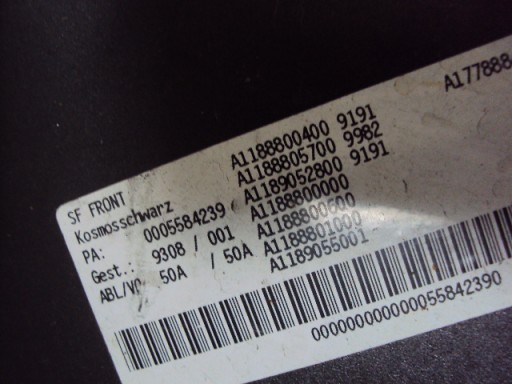 SF FRONT
Kosmosschwarz
PA: 0005584239
Gest.: 9308 / 001
ABL/VO 50A / 50A
A1188800400 9191
A1188805700 9982
A1189052800 9191
A1188800000
A1188800600
A1188801000
A1189055001
A177888
000000000000055842390